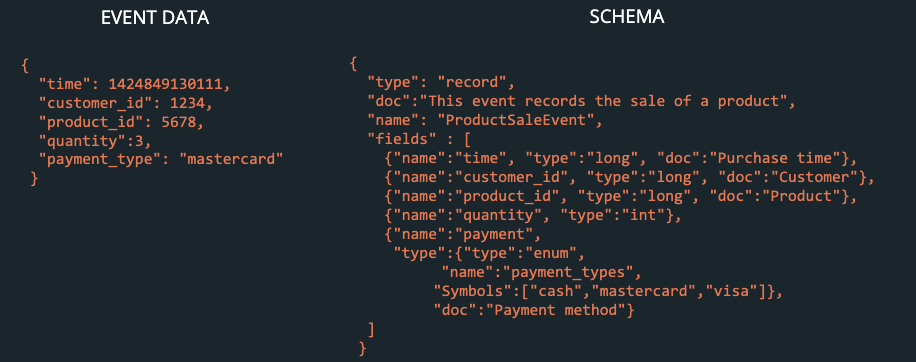 EVENT DATA
{
"time": 1424849130111,
"customer_id": 1234,
"product_id": 5678,
"quantity":3,
"payment_type": "mastercard"
}
SCHEMA
{
"type": "record",
"doc":"This event records the sale of a product",
"name": "ProductSaleEvent",
"fields" : [
{"name":"time", "type":"long", "doc":"Purchase time"},
{"name":"customer_id", "type":"long", "doc":"Customer"},
{"name":"product_id", "type":"long", "doc":"Product"},
{"name":"quantity", "type":"int"},
{"name":"payment",
"type":{"type":"enum",
"name":"payment_types",
"Symbols":["cash","mastercard","visa"]},
"doc":"Payment method"}
]
}